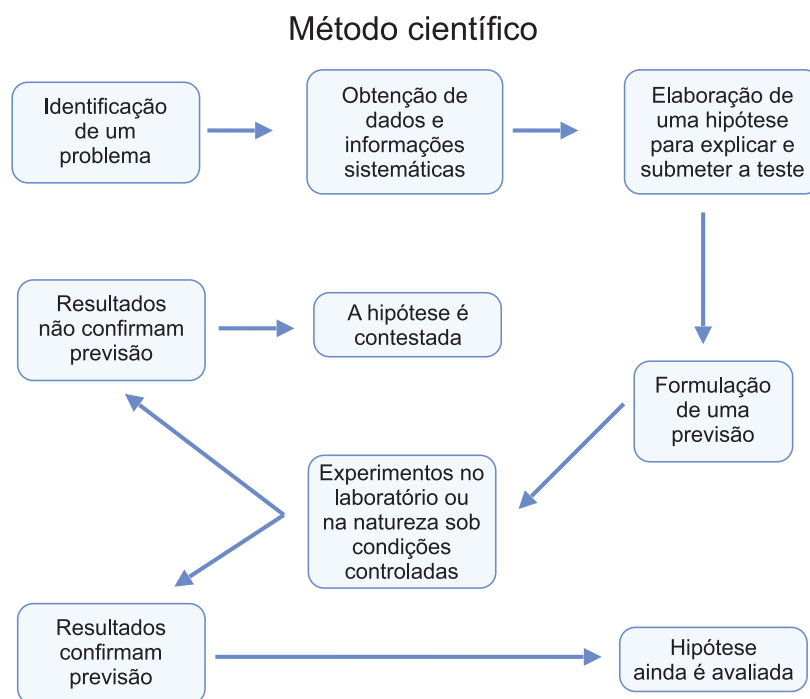 Método científico
Identificação
de um
problema
Obtenção de
dados e
informações
sistemáticas
Elaboração de
uma hipótese
para explicar e
submeter a teste
Formulação
de uma
previsão
Experimentos no
laboratório ou
na natureza sob
condições
controladas
Resultados
não confirmam
previsão
A hipótese é
contestada
Resultados
confirmam
previsão
Hipótese
ainda é avaliada